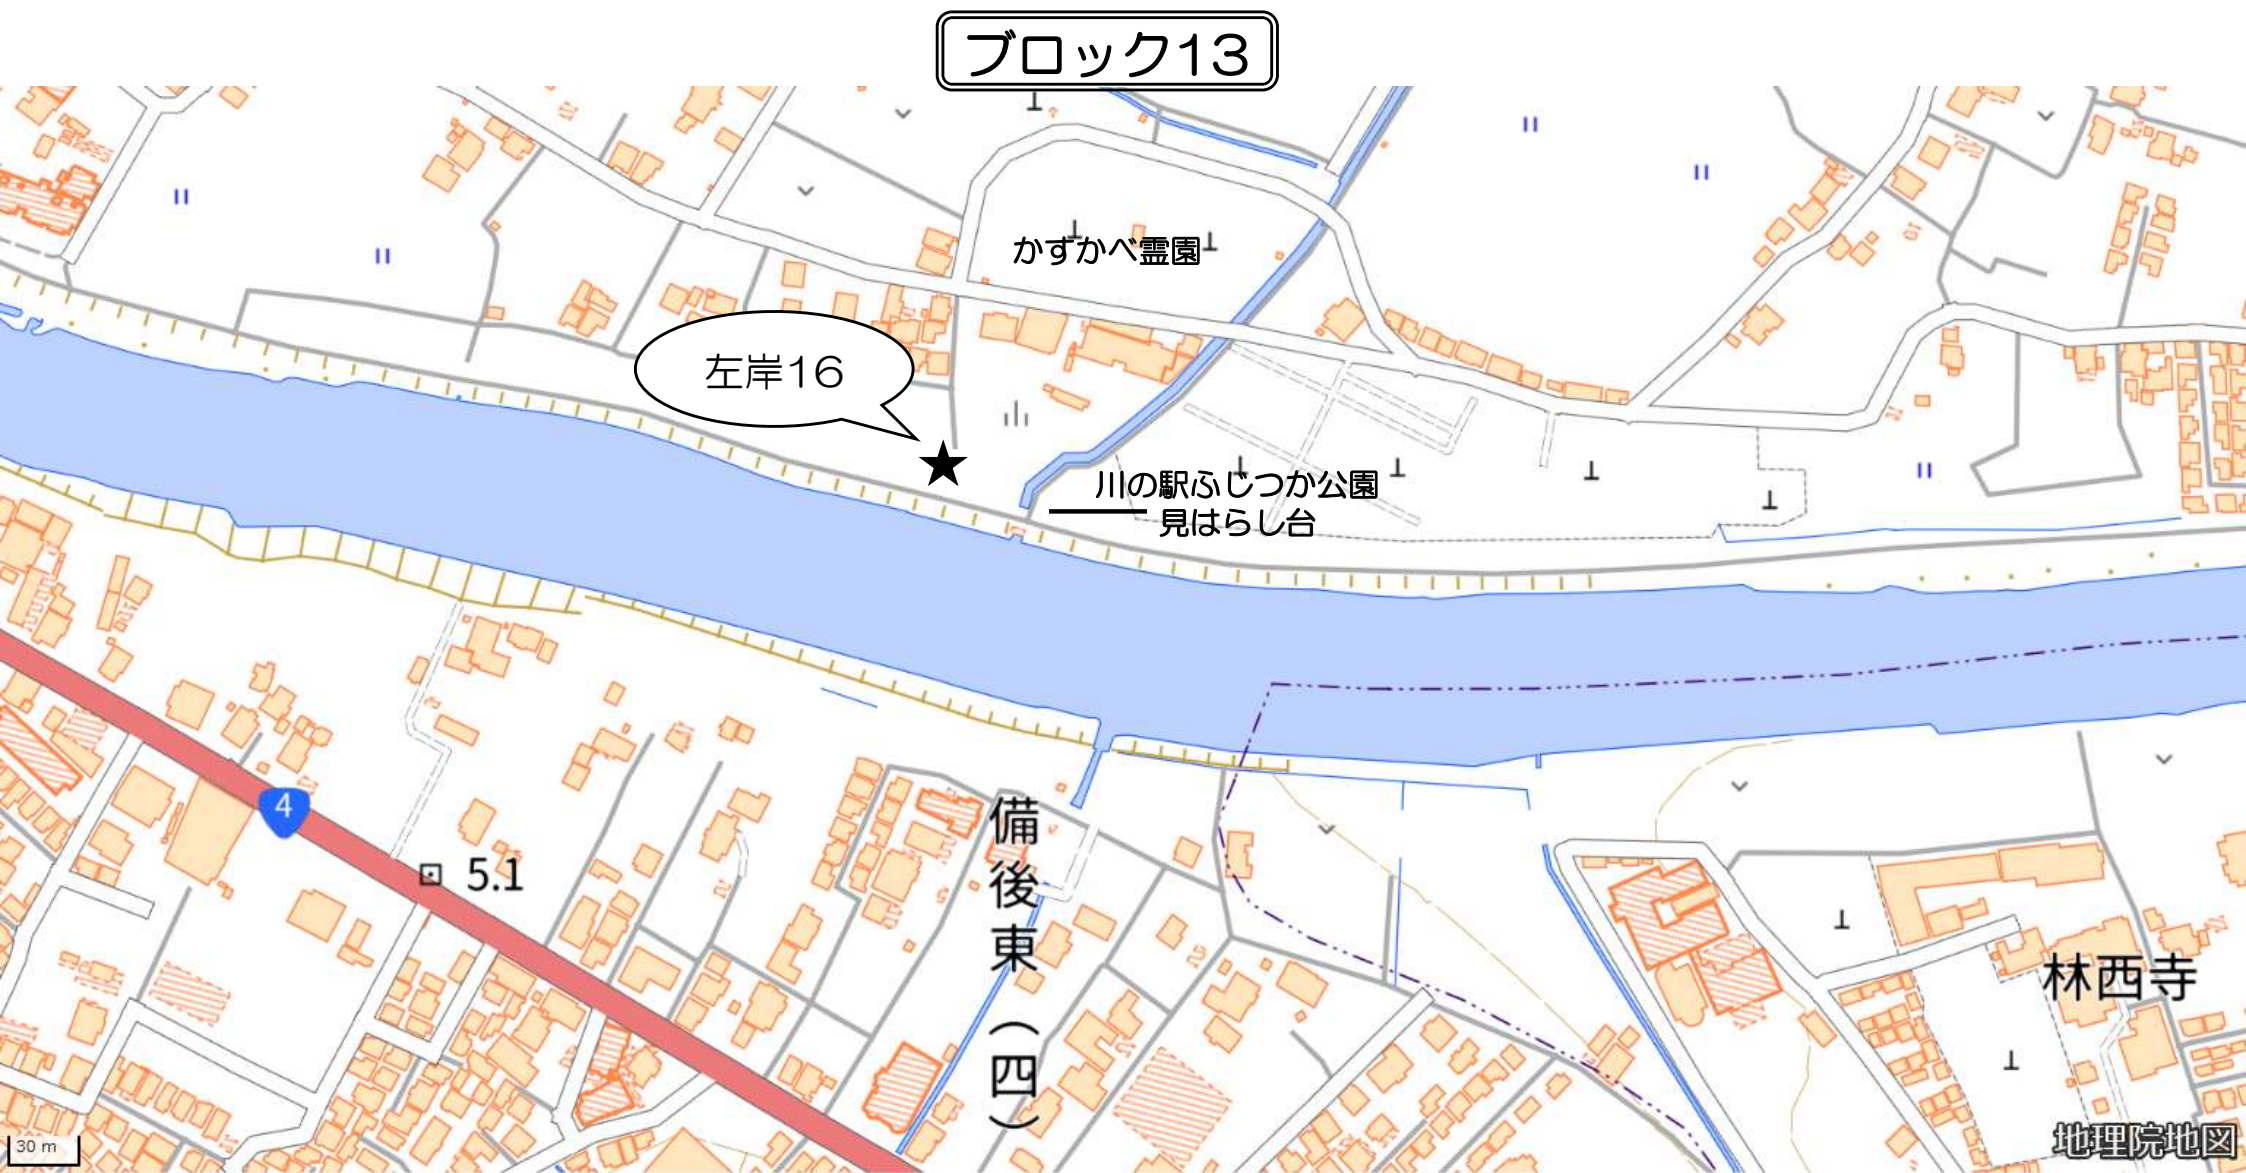 ブロック13
かすかべ霊園
左岸16
川の駅ふじつか公園
見はらし台
4
5.1
備後東（四）
林西寺
30 m
地理院地図